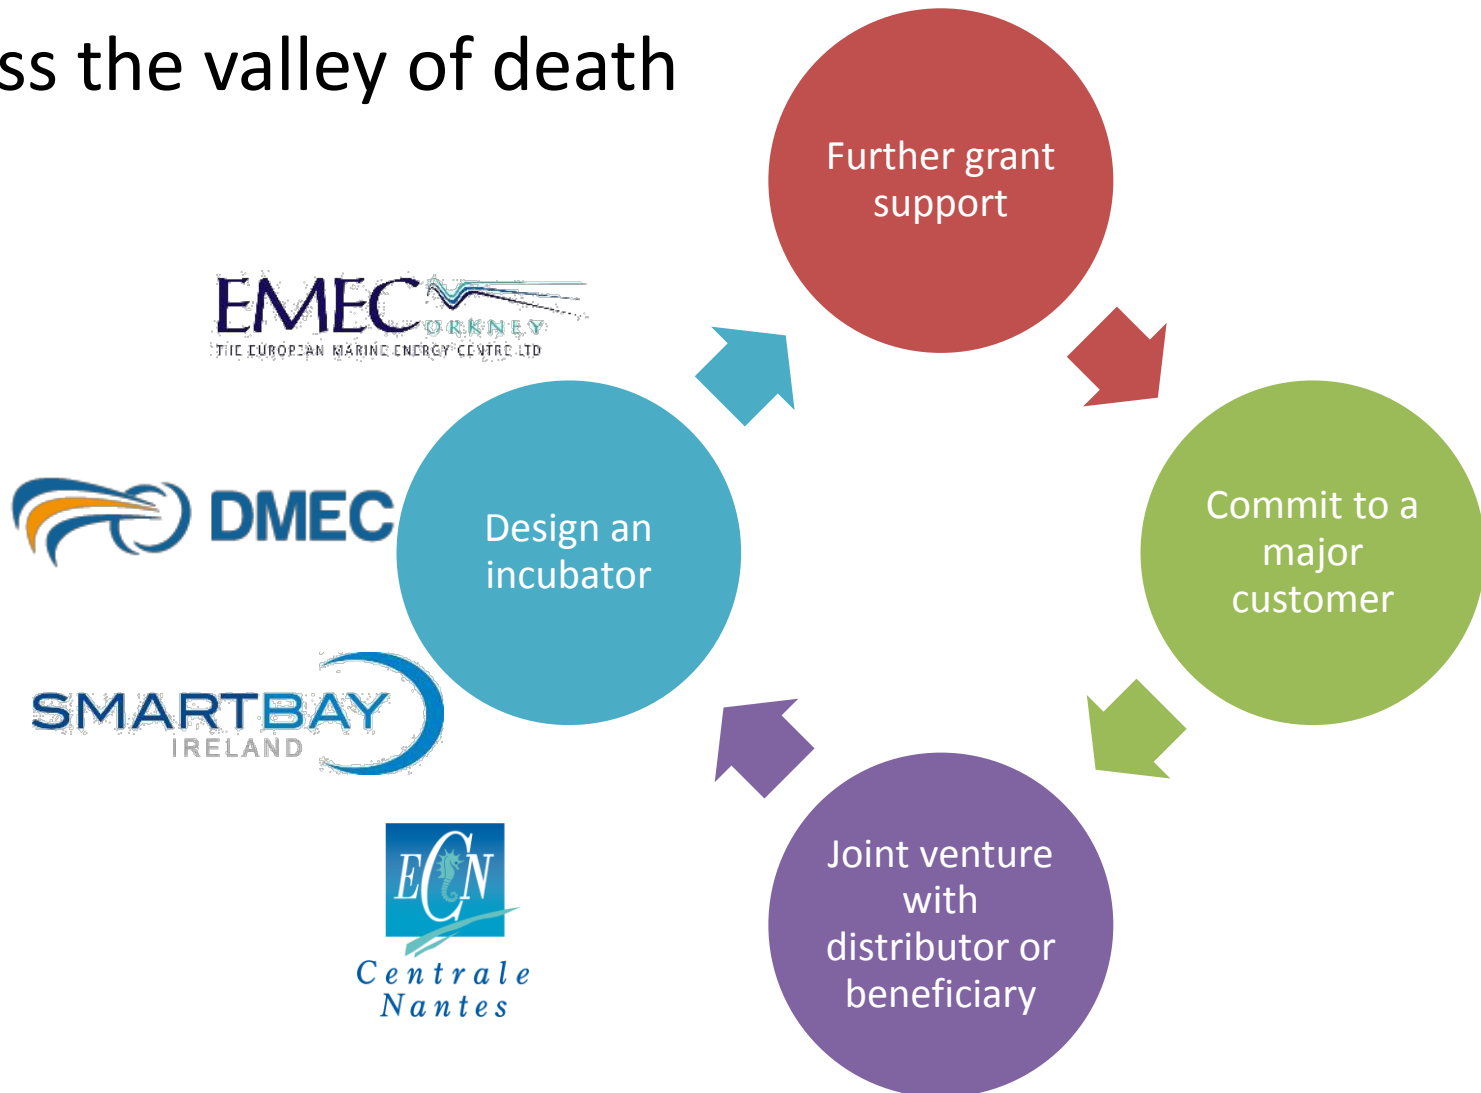 ss the valley of death
Further grant
support
EMEC
ORKNEY
THE EUROPEAN MARINE ENERGY CENTRE LTD
Commit to a
major
customer
DMEC
Design an
incubator
SMARTBAY
IRELAND
ECN
Centrale
Nantes
Joint venture
with
distributor or
beneficiary